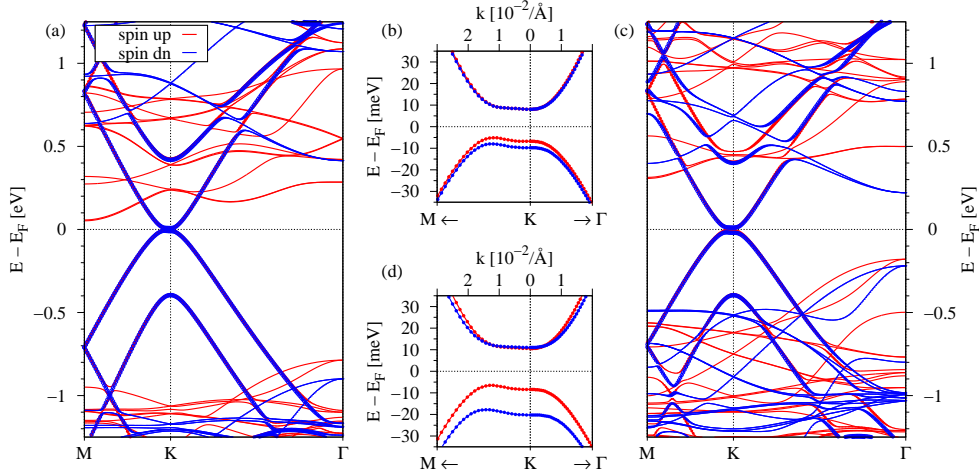 (a)
spin up
spin dn
E − E_F [eV]
1
0.5
0
−0.5
−1
M
K
Γ
(b)
k [10^{-2}/Å]
2
1
0
1
E − E_F [meV]
30
20
10
0
−10
−20
−30
M ←
K
→ Γ
(d)
k [10^{-2}/Å]
2
1
0
1
E − E_F [meV]
30
20
10
0
−10
−20
−30
M ←
K
→ Γ
(c)
1
0.5
0
−0.5
−1
E − E_F [eV]
M
K
Γ